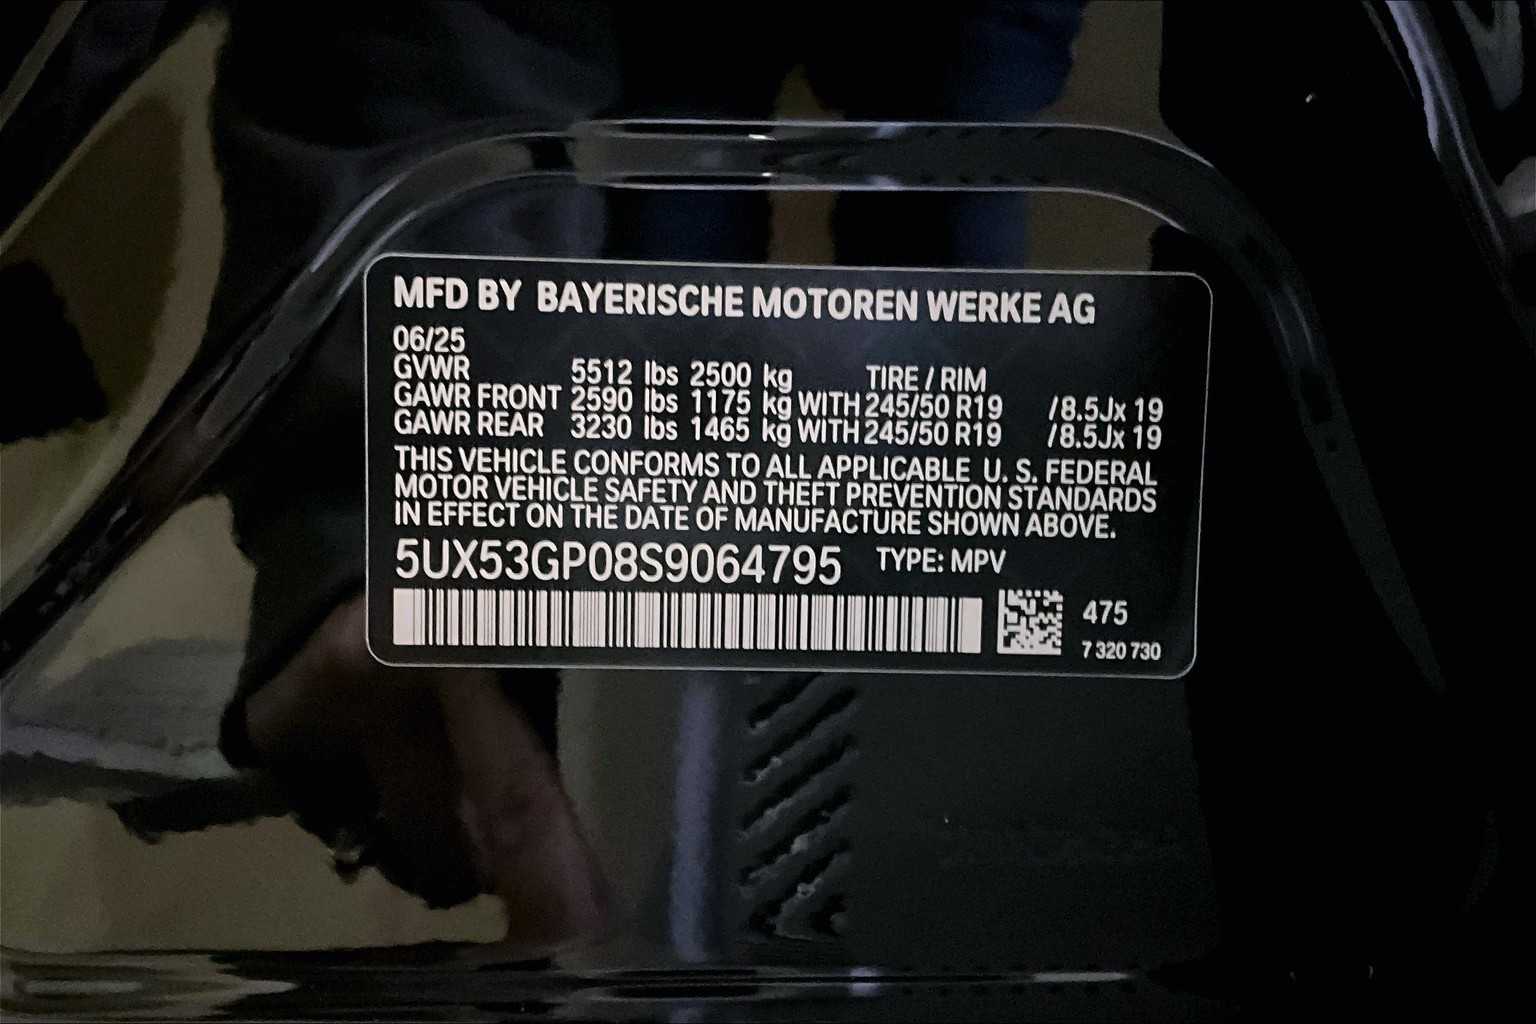 MFD BY BAYERISCHE MOTOREN WERKE AG
06/25
GVWR 5512 lbs 2500 kg TIRE / RIM
GAWR FRONT 2590 lbs 1175 kg WITH 245/50 R19 /8.5Jx 19
GAWR REAR 3230 lbs 1465 kg WITH 245/50 R19 /8.5Jx 19
THIS VEHICLE CONFORMS TO ALL APPLICABLE U. S. FEDERAL
MOTOR VEHICLE SAFETY AND THEFT PREVENTION STANDARDS
IN EFFECT ON THE DATE OF MANUFACTURE SHOWN ABOVE.
5UX53GP08S9064795 TYPE: MPV
475
7 320 730